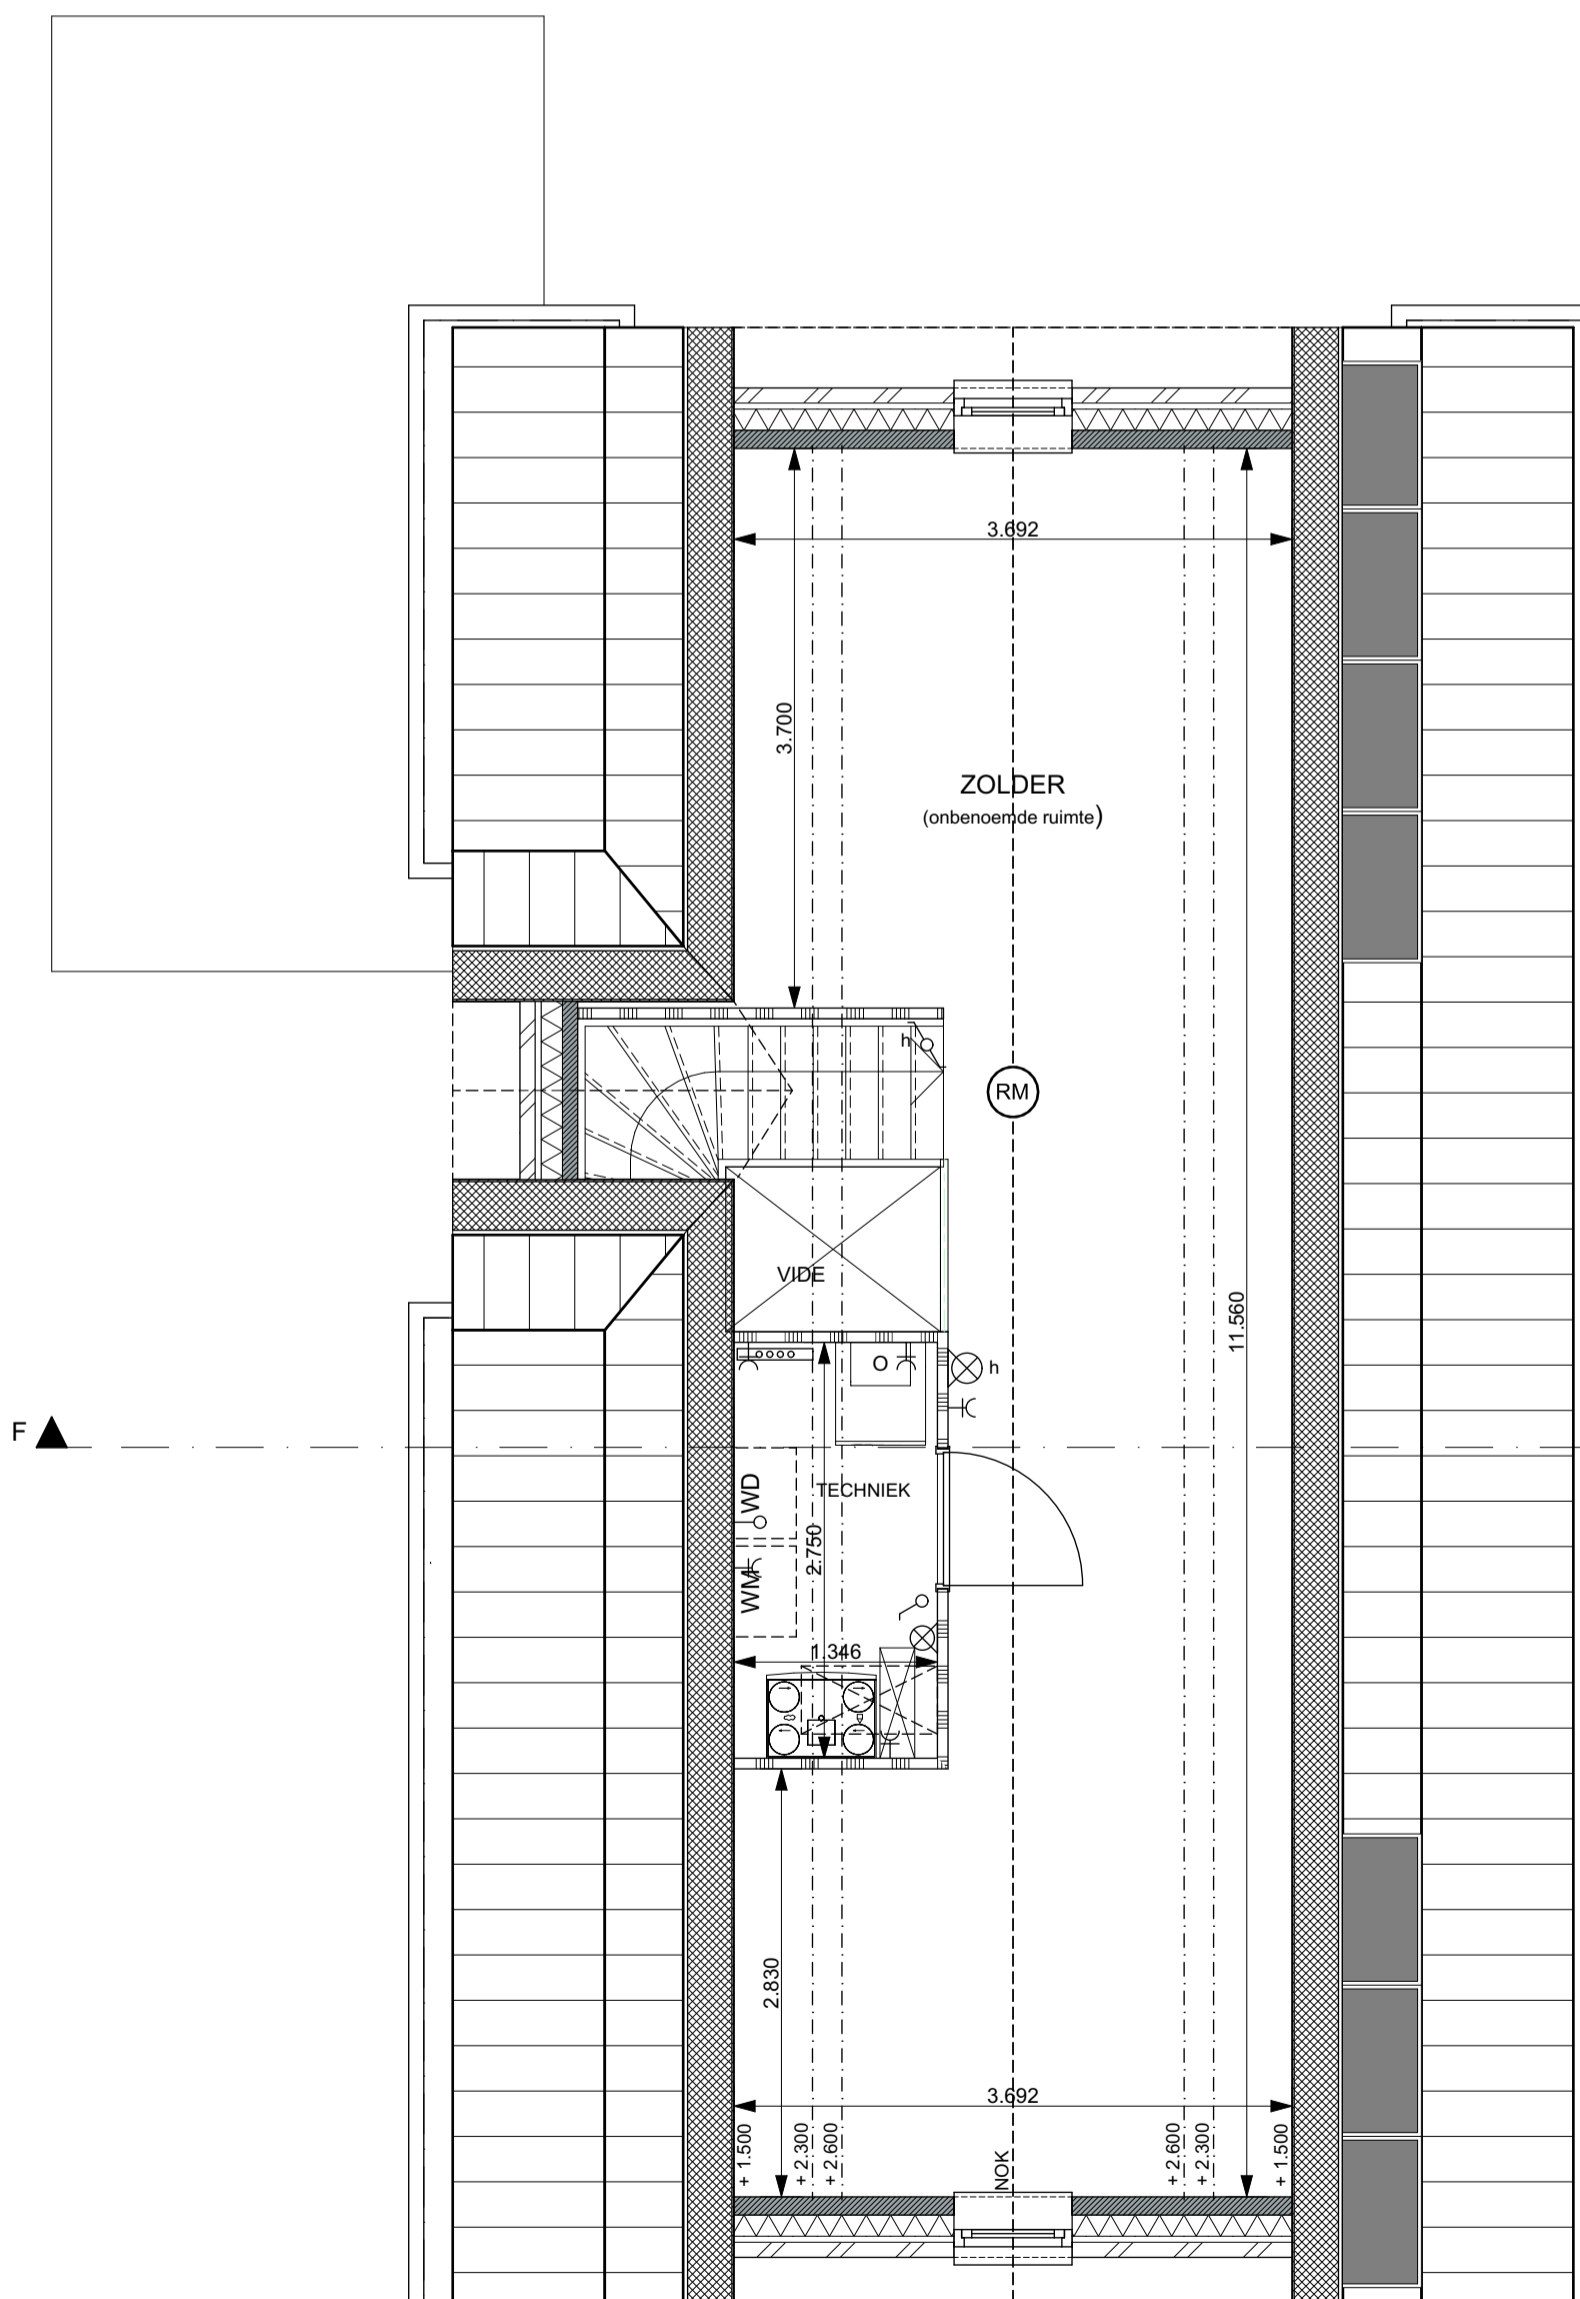 3.692
3.700
ZOLDER
(onbenoemde ruimte)
h
RM
VIDE
11.560
O
h
F
WD
TECHNIEK
2.750
WM
1.346
2.830
3.692
+ 1.500
+ 2.300
+ 2.600
NOK
+ 2.600
+ 2.300
+ 1.500